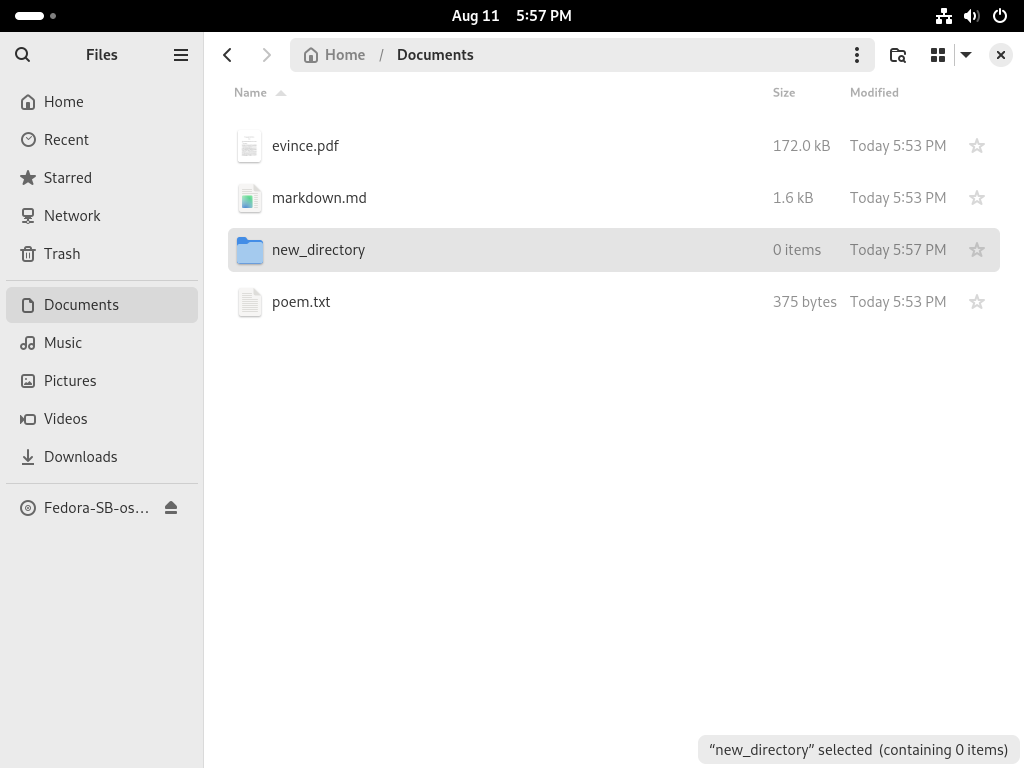 Aug 11 5:57 PM
Files
Home / Documents
Name Size Modified
Home
Recent
Starred
Network
Trash
Documents
Music
Pictures
Videos
Downloads
Fedora-SB-os…
evince.pdf 172.0 kB Today 5:53 PM
markdown.md 1.6 kB Today 5:53 PM
new_directory 0 items Today 5:57 PM
poem.txt 375 bytes Today 5:53 PM
“new_directory” selected (containing 0 items)